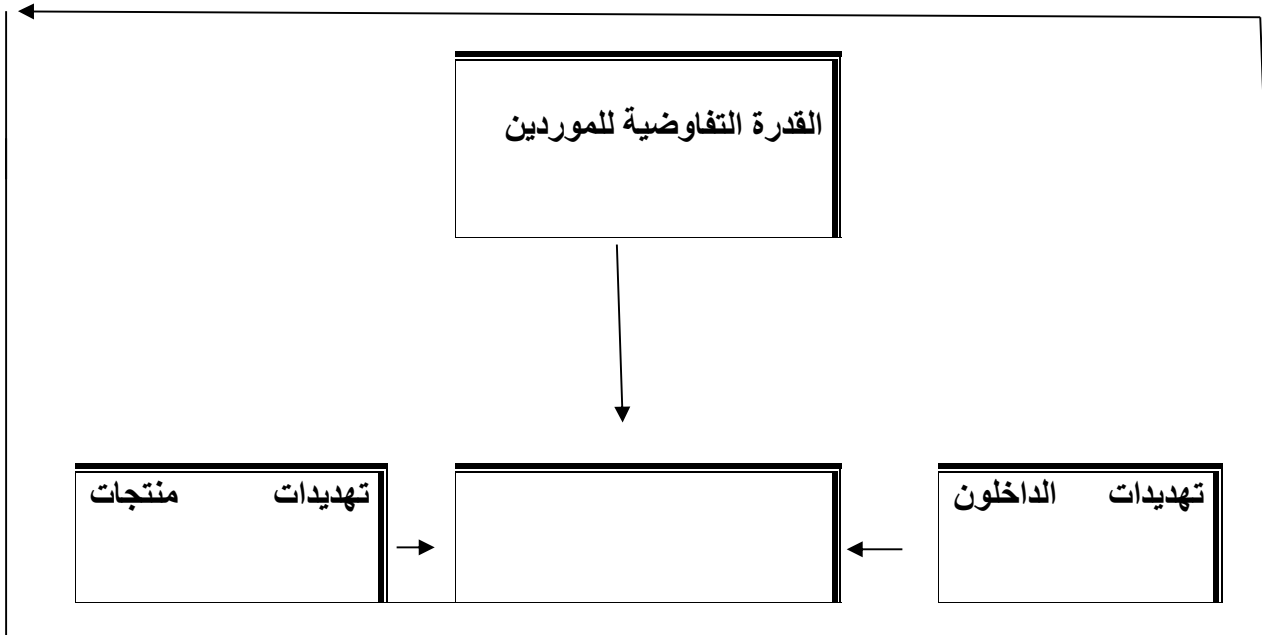 القدرة التفاوضية للموردين
تهديدات الداخلون
تهديدات منتجات